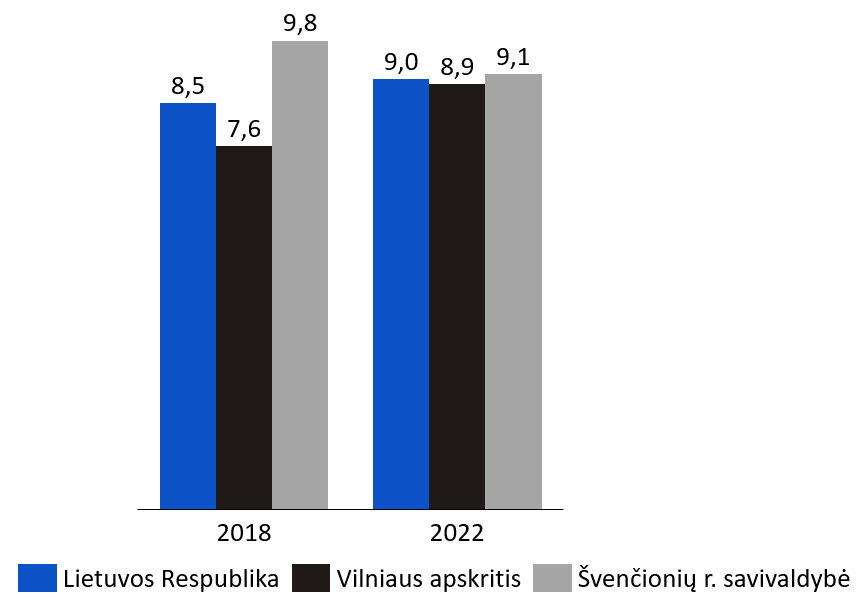 9,8
8,5
7,6
9,0
8,9
9,1
2018
2022
Lietuvos Respublika
Vilniaus apskritis
Švenčionių r. savivaldybė